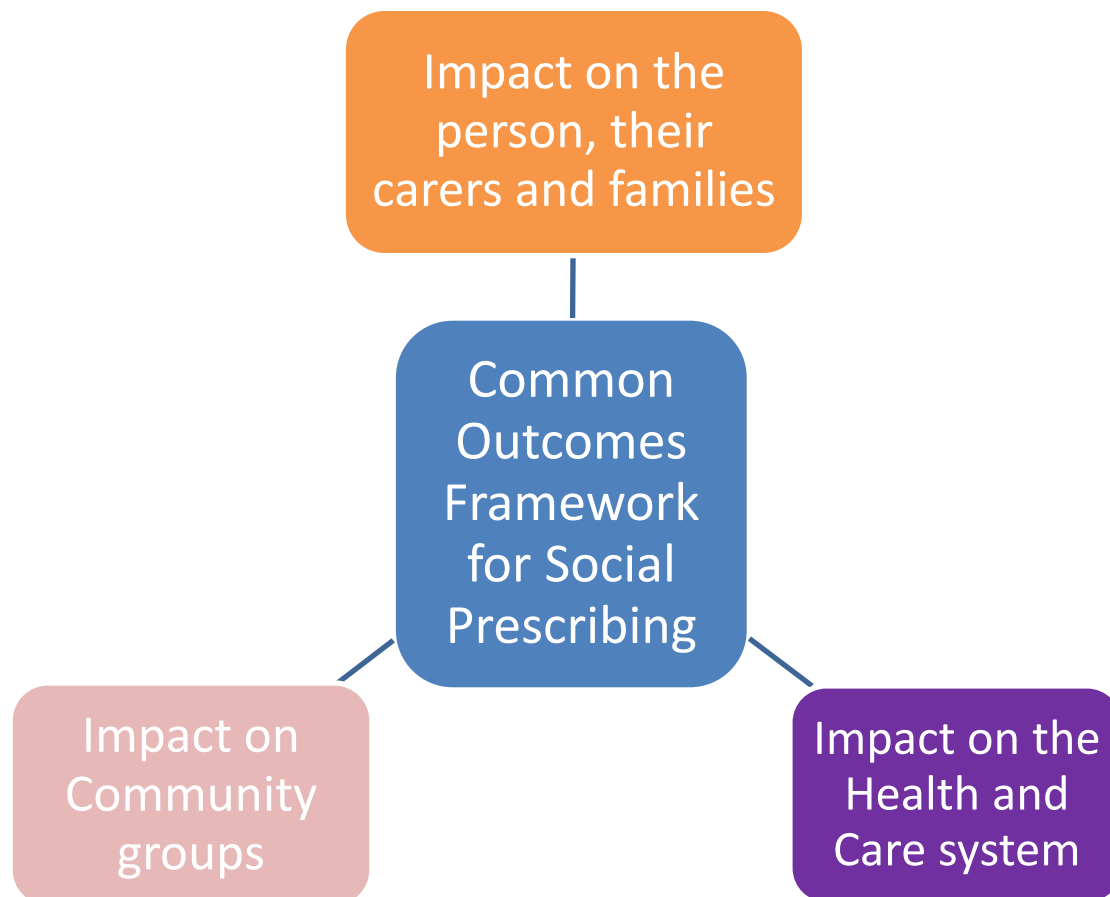 Impact on the
person, their
carers and families
Common
Outcomes
Framework
for Social
Prescribing
Impact on
Community
groups
Impact on the
Health and
Care system